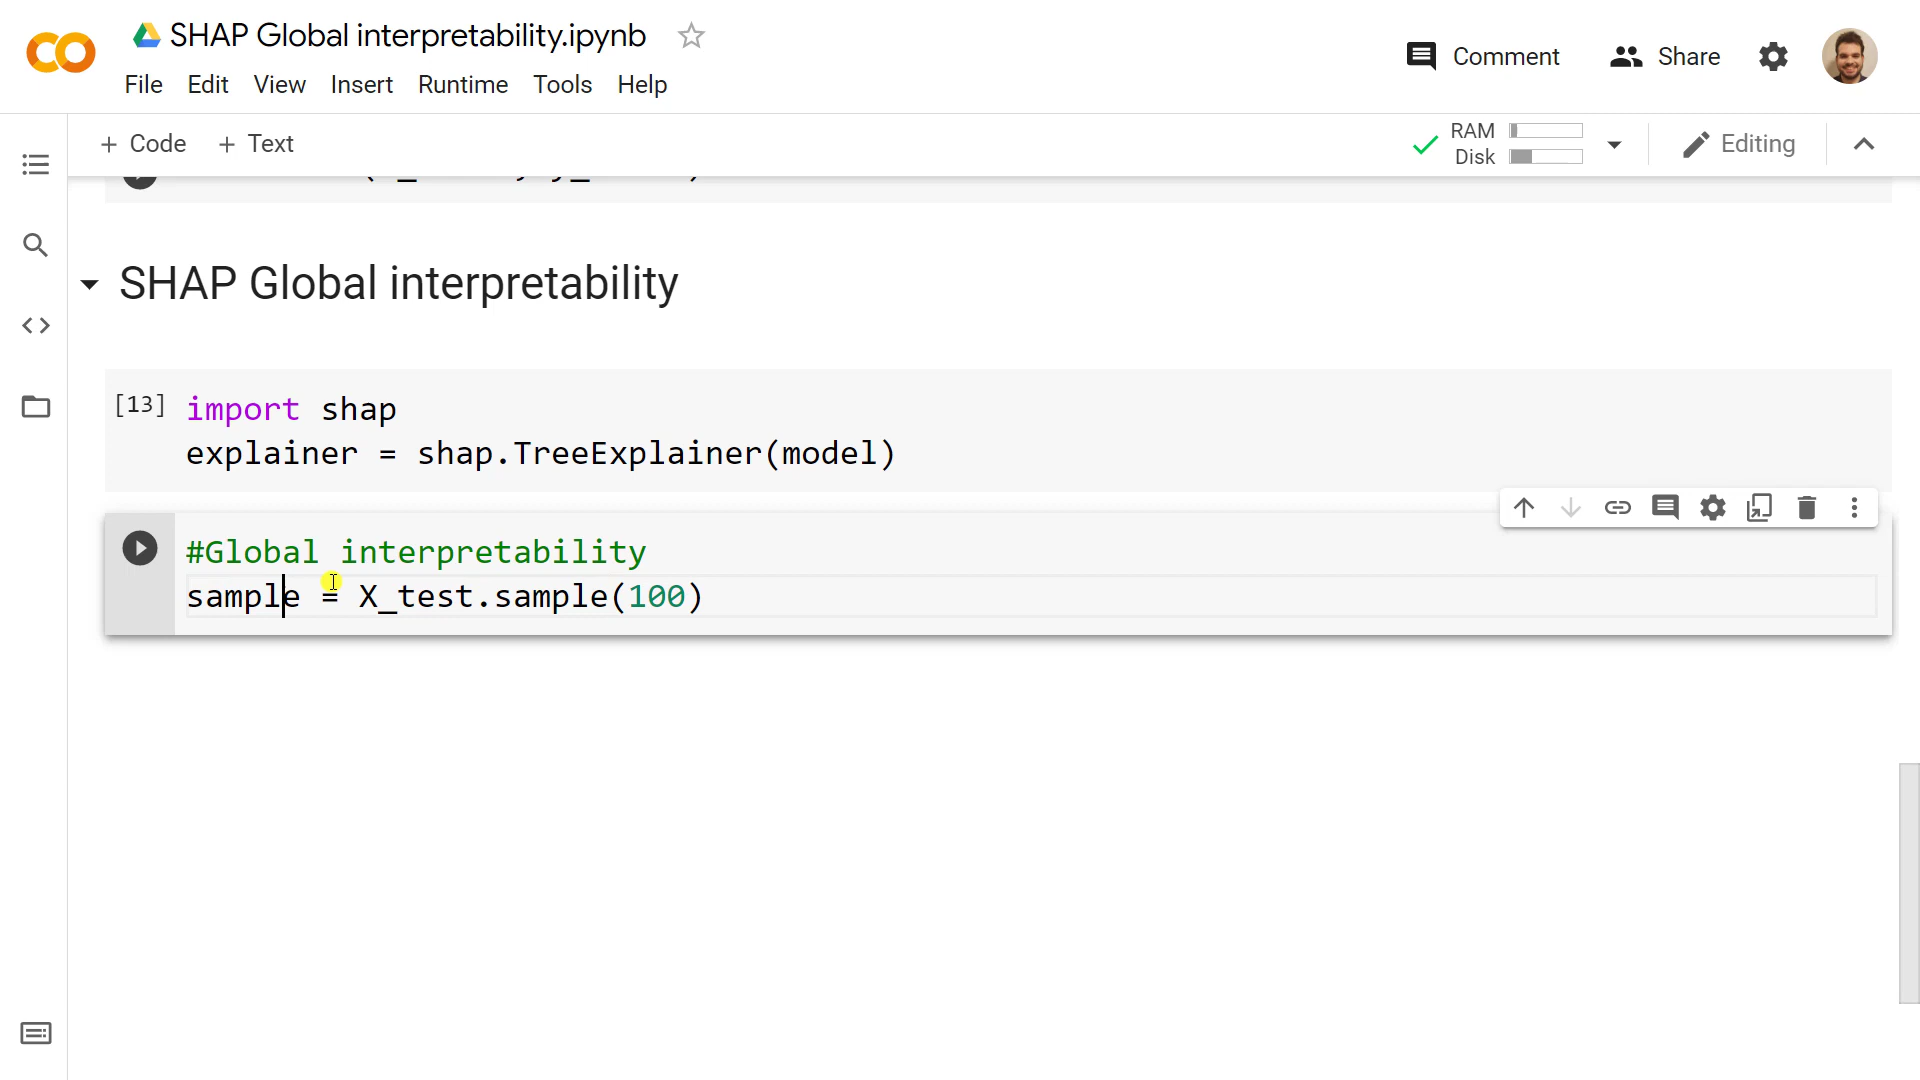 SHAP Global interpretability.ipynb
Comment
Share
File Edit View Insert Runtime Tools Help
+ Code + Text
RAM
Disk
Editing
SHAP Global interpretability
[13] import shap
explainer = shap.TreeExplainer(model)
#Global interpretability
sample = X_test.sample(100)